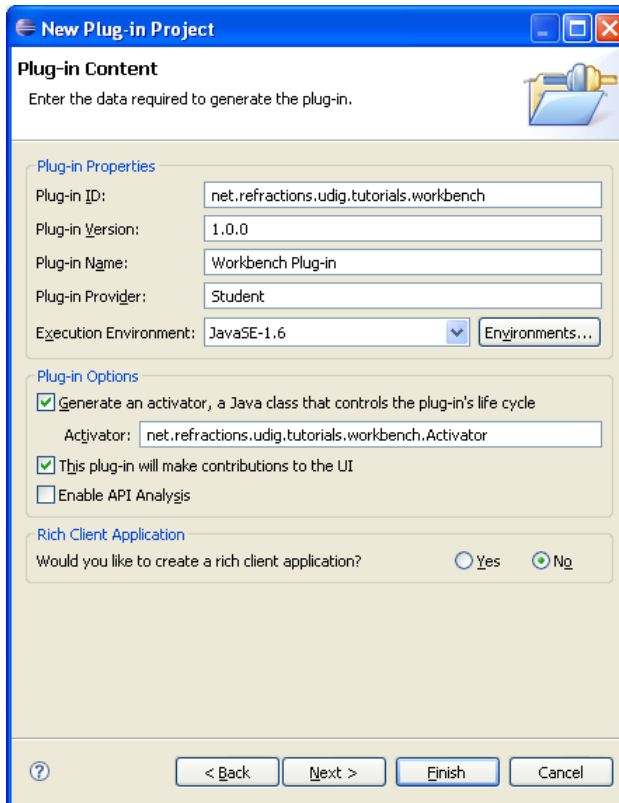 New Plug-in Project
Plug-in Content
Enter the data required to generate the plug-in.
Plug-in Properties
Plug-in ID: net.refractions.udig.tutorials.workbench
Plug-in Version: 1.0.0
Plug-in Name: Workbench Plug-in
Plug-in Provider: Student
Execution Environment: JavaSE-1.6 Environments...
Plug-in Options
Generate an activator, a Java class that controls the plug-in's life cycle
Activator: net.refractions.udig.tutorials.workbench.Activator
This plug-in will make contributions to the UI
Enable API Analysis
Rich Client Application
Would you like to create a rich client application? Yes No
? < Back Next > Finish Cancel